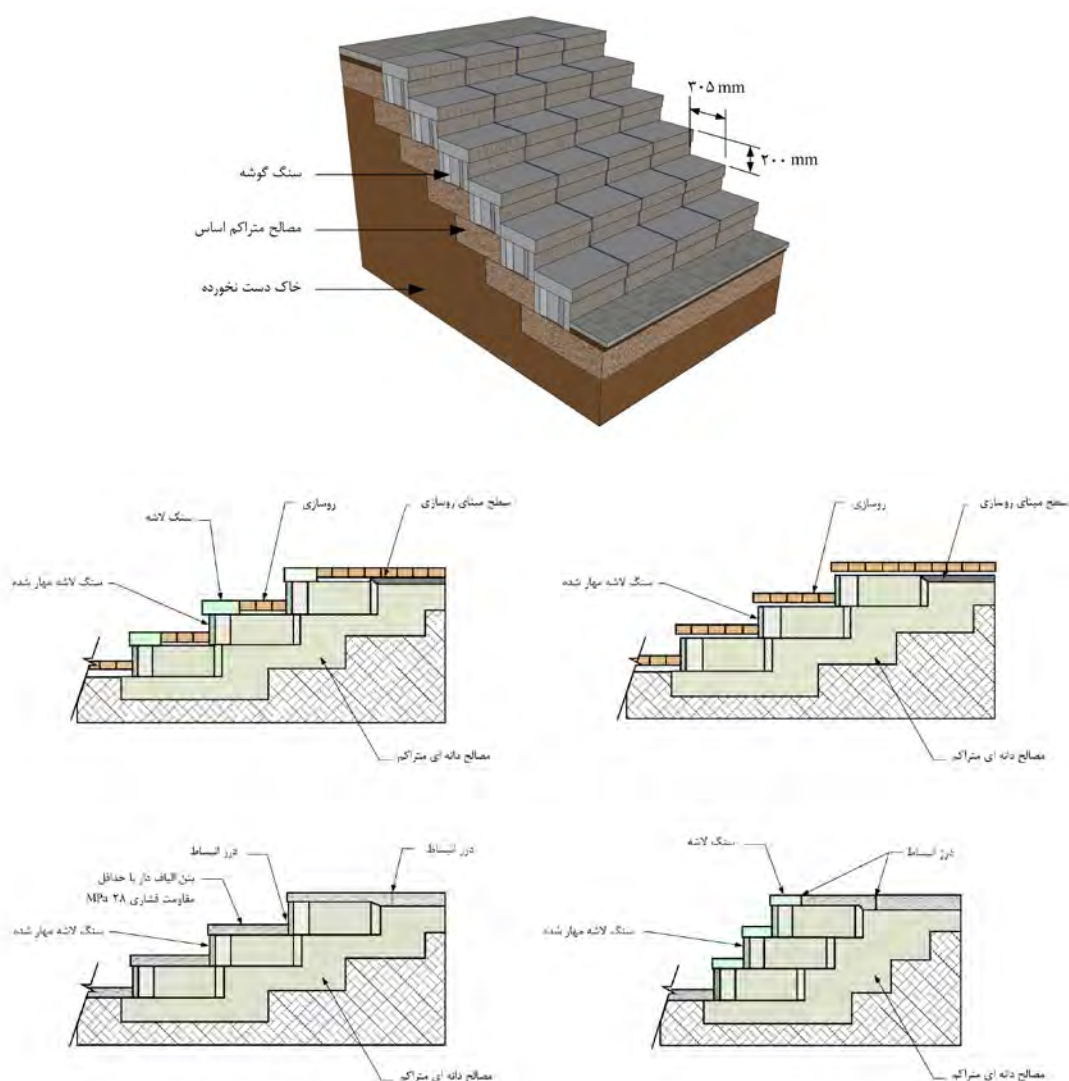 ۳۰۵ mm
۲۰۰ mm
سنگ گوشه
مصالح متراکم اساس
خاک دست نخورده
سطح مبنای روسازی
روسازی
سنگ لاشه
سنگ لاشه مهار شده
مصالح دانه ای متراکم
سطح مبنای روسازی
روسازی
سنگ لاشه مهار شده
مصالح دانه ای متراکم
درز انبساط
درز انبساط
بتن الیاف دار با حداقل
مقاومت فشاری ۲۸ MPa
سنگ لاشه مهار شده
مصالح دانه ای متراکم
سنگ لاشه
درز انبساط
سنگ لاشه مهار شده
مصالح دانه ای متراکم